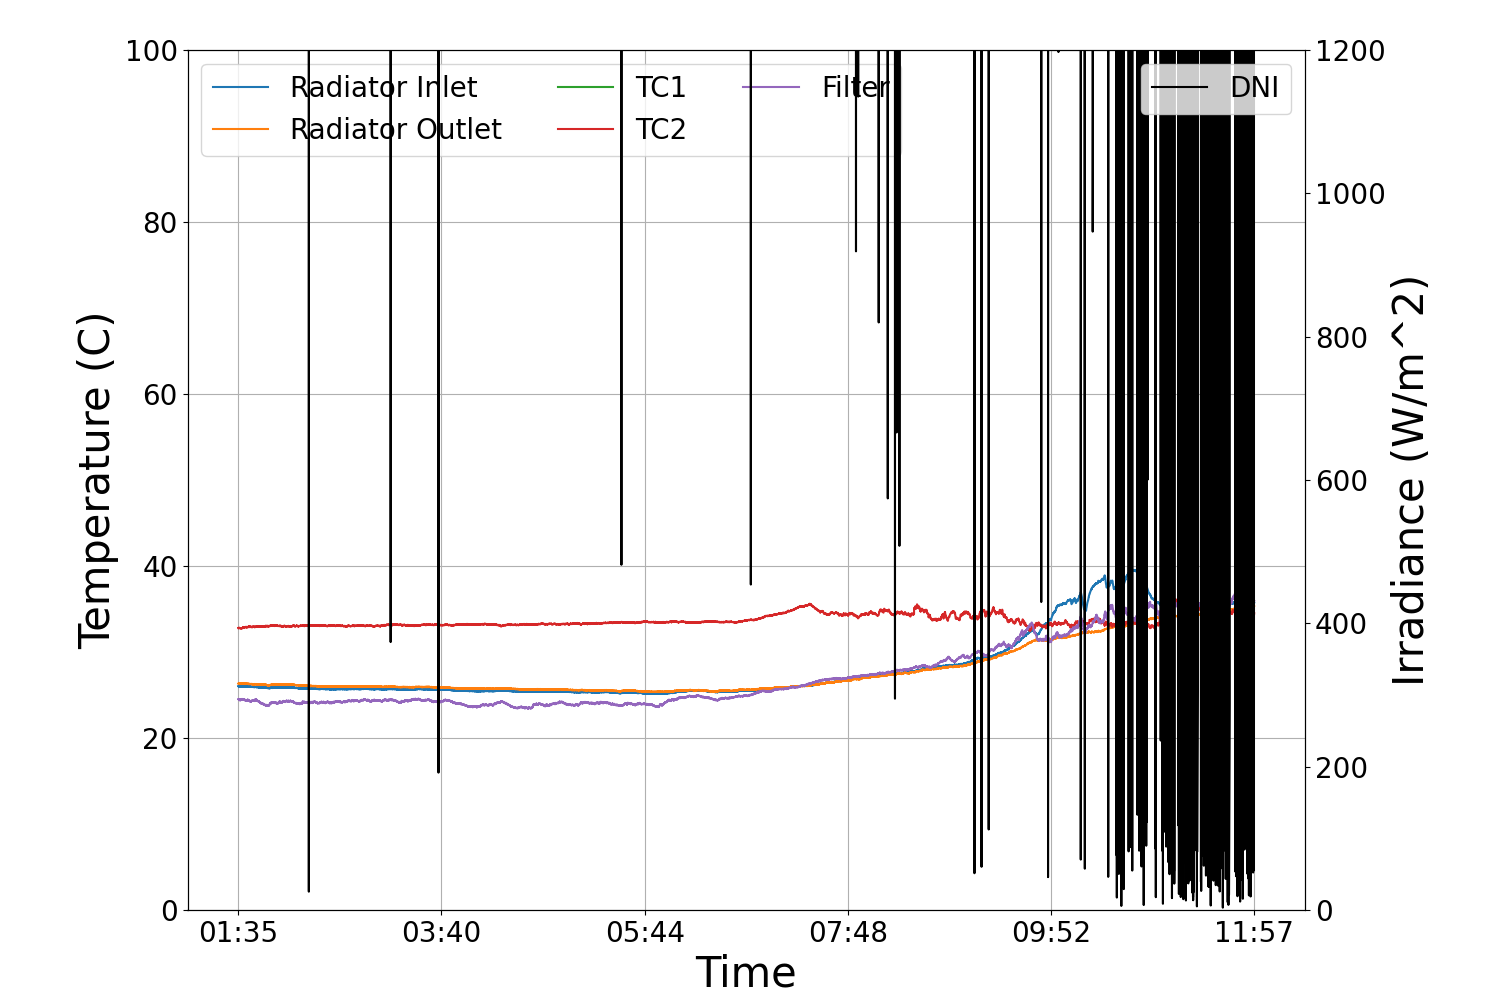 100
80
60
40
20
0
Temperature (C)
Radiator Inlet
Radiator Outlet
TC1
TC2
Filter
DNI
1200
1000
800
600
400
200
0
Irradiance (W/m^2)
01:35 03:40 05:44 07:48 09:52 11:57
Time